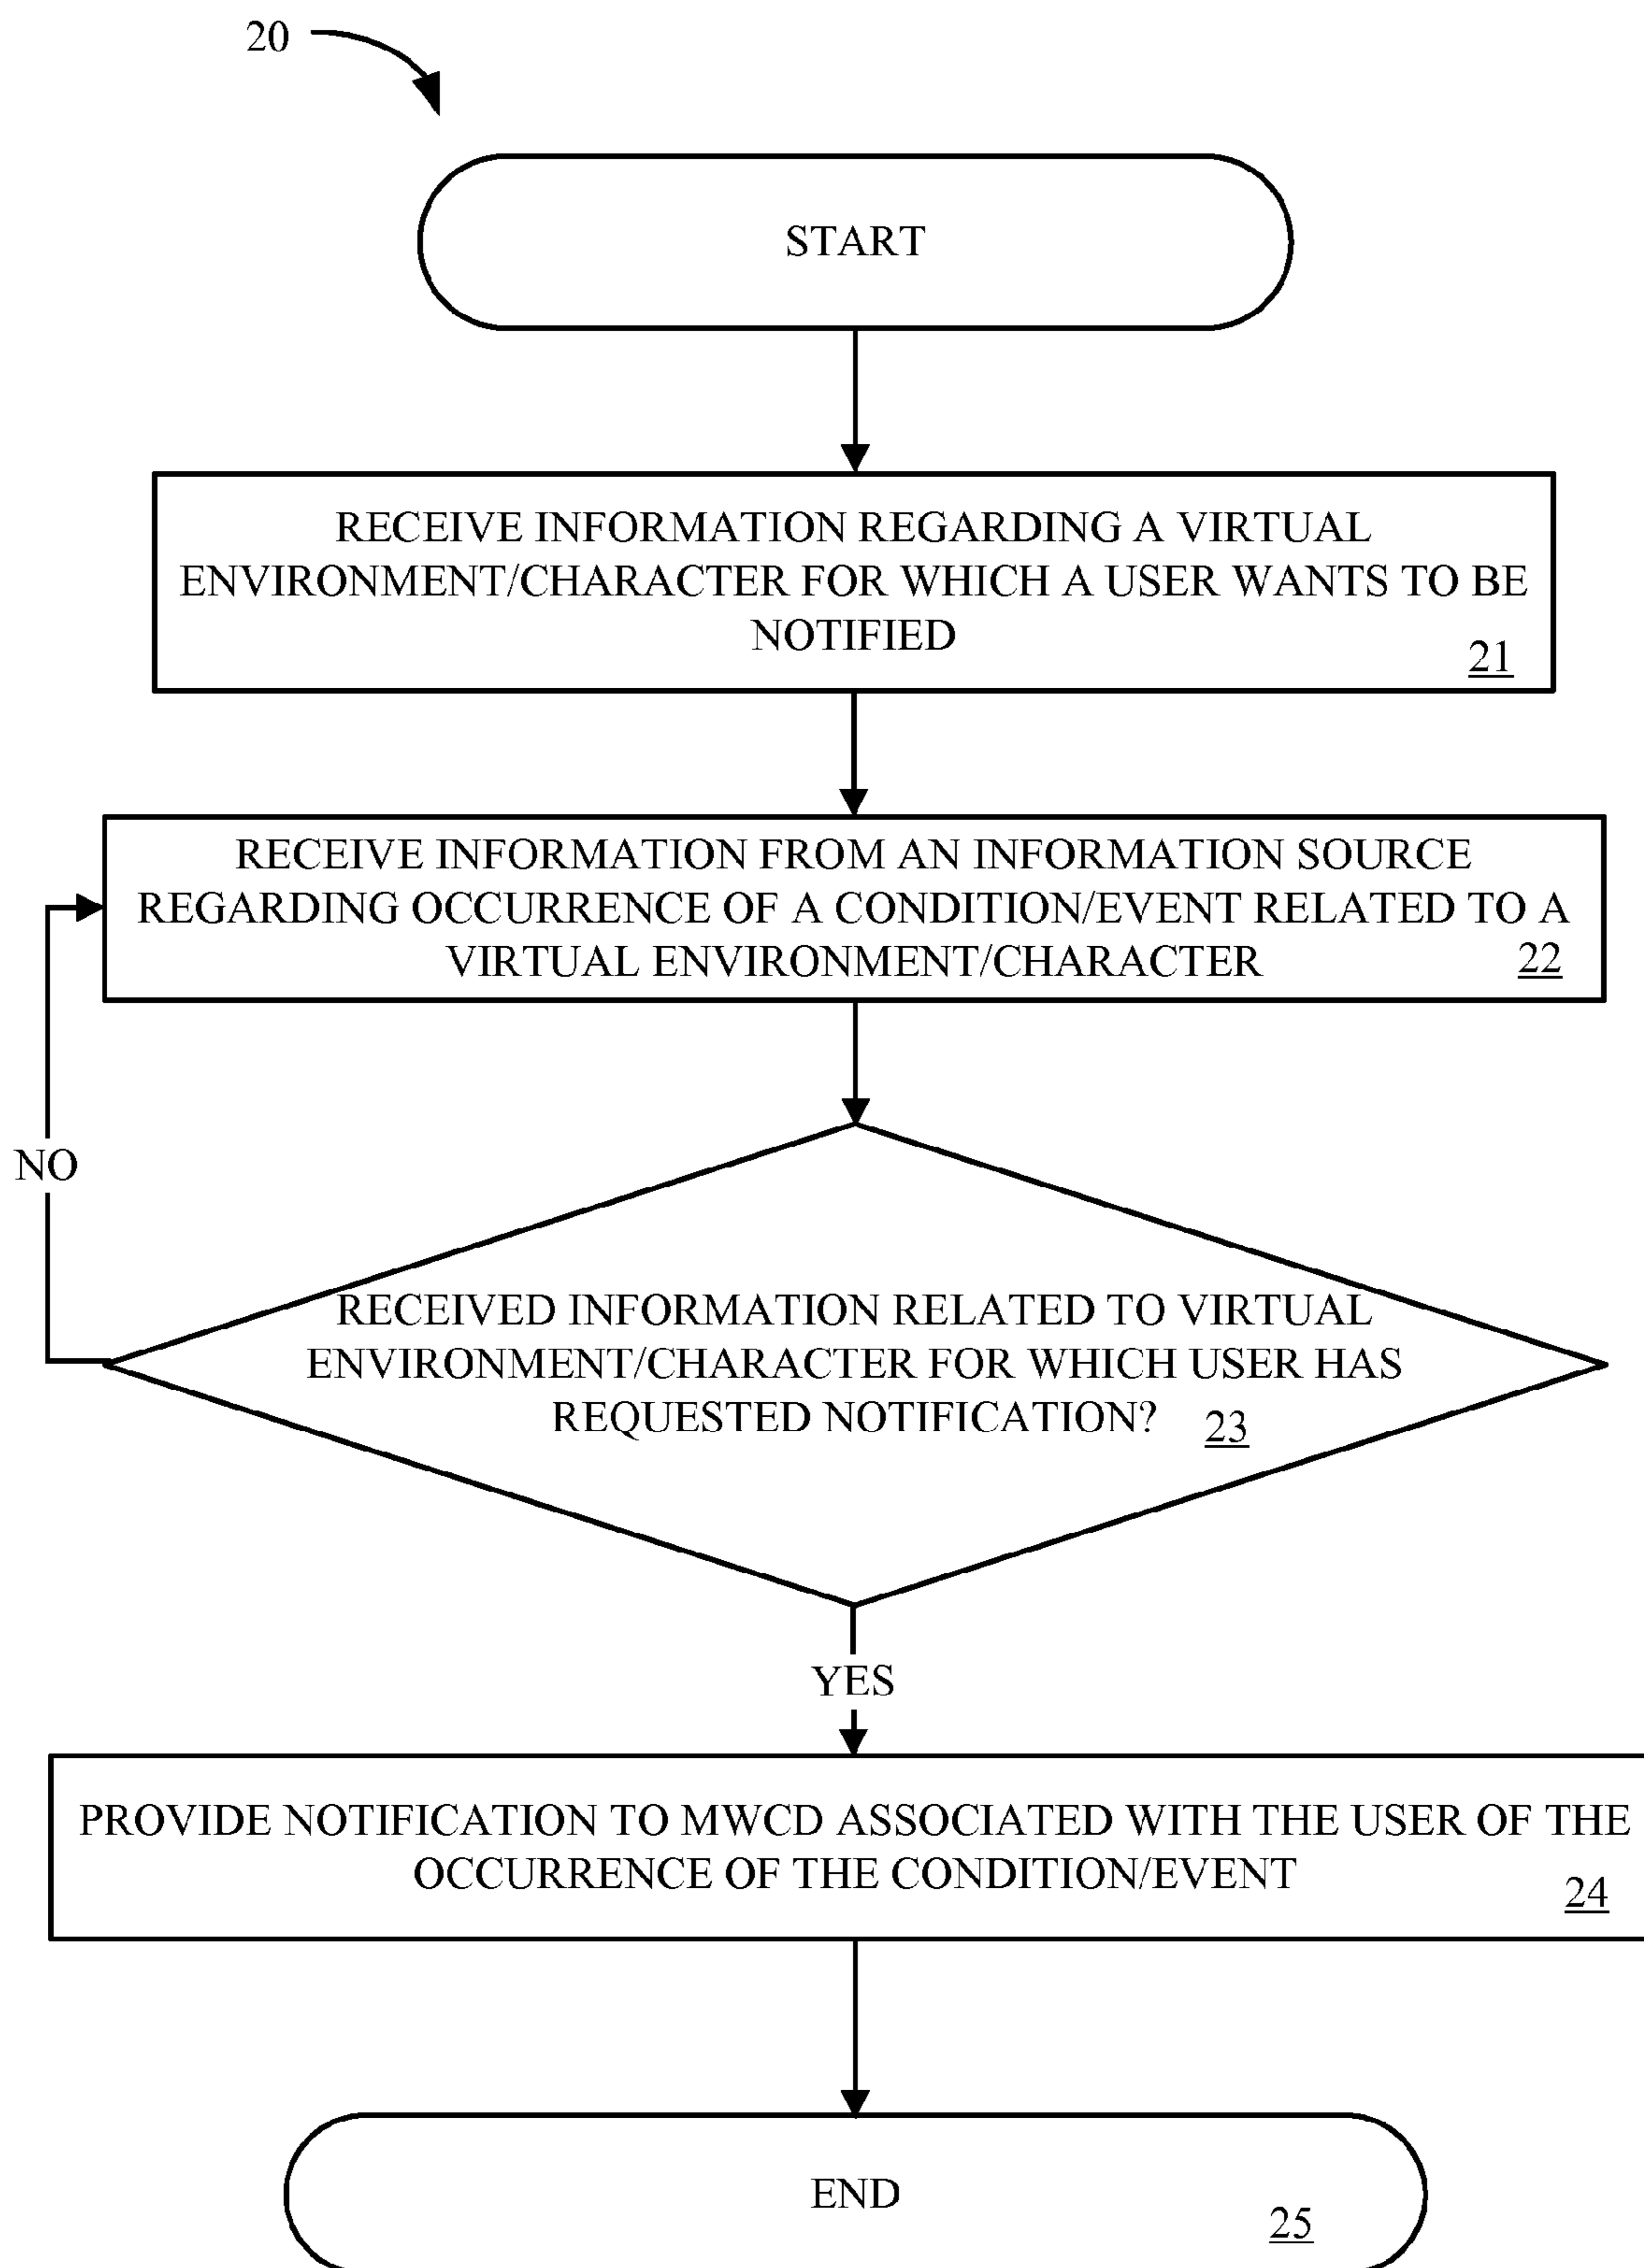 20
START
RECEIVE INFORMATION REGARDING A VIRTUAL
ENVIRONMENT/CHARACTER FOR WHICH A USER WANTS TO BE
NOTIFIED
21
RECEIVE INFORMATION FROM AN INFORMATION SOURCE
REGARDING OCCURRENCE OF A CONDITION/EVENT RELATED TO A
VIRTUAL ENVIRONMENT/CHARACTER
22
NO
RECEIVED INFORMATION RELATED TO VIRTUAL
ENVIRONMENT/CHARACTER FOR WHICH USER HAS
REQUESTED NOTIFICATION?
23
YES
PROVIDE NOTIFICATION TO MWCD ASSOCIATED WITH THE USER OF THE
OCCURRENCE OF THE CONDITION/EVENT
24
END
25